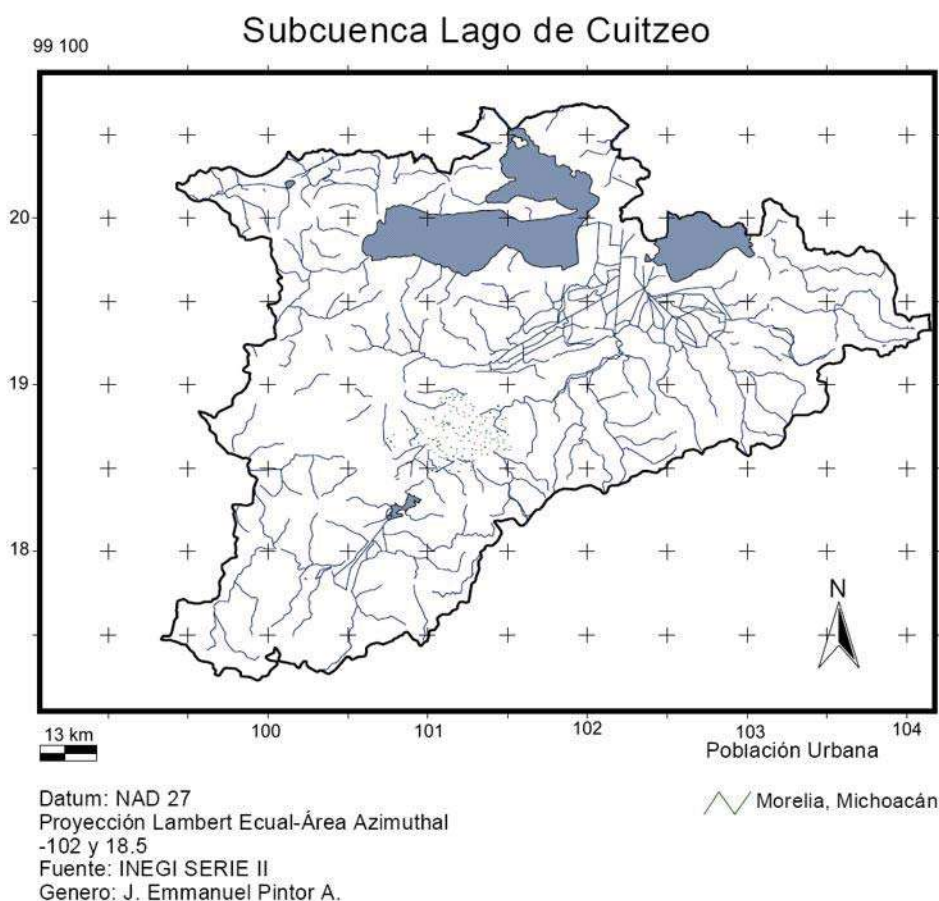 Subcuenca Lago de Cuitzeo
99 100
20
19
18
N
100 101 102 103 104
13 km
Población Urbana
Morelia, Michoacán
Datum: NAD 27
Proyección Lambert Ecual-Área Azimuthal
-102 y 18.5
Fuente: INEGI SERIE II
Genero: J. Emmanuel Pintor A.